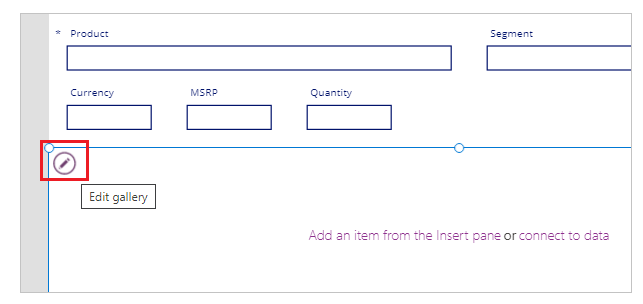 * Product Segment
Currency MSRP Quantity
Edit gallery
Add an item from the Insert pane or connect to data